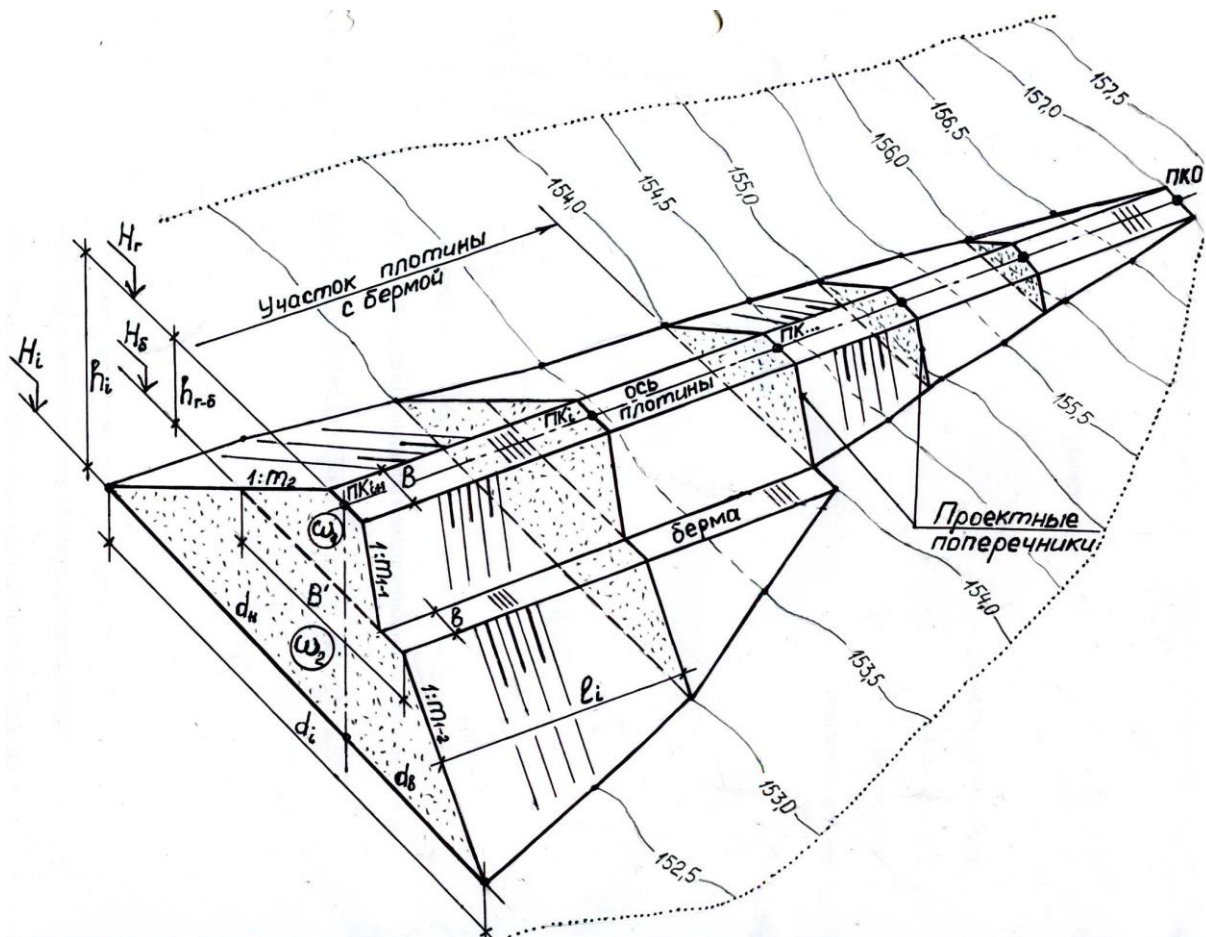 154,0
154,5
155,0
156,0
156,5
157,0
157,5
ПК0
Участок плотины
с бермой
Hг
Hб
Hi
hi
hг-б
ПК...
ось
плотины
ПКi
ПКi+1
B
1:m2
ω1
1:m1-1
B'
в
берма
Проектные
поперечники
155,5
154,0
dн
ω2
1:m1-2
li
di
dв
153,5
153,0
152,5